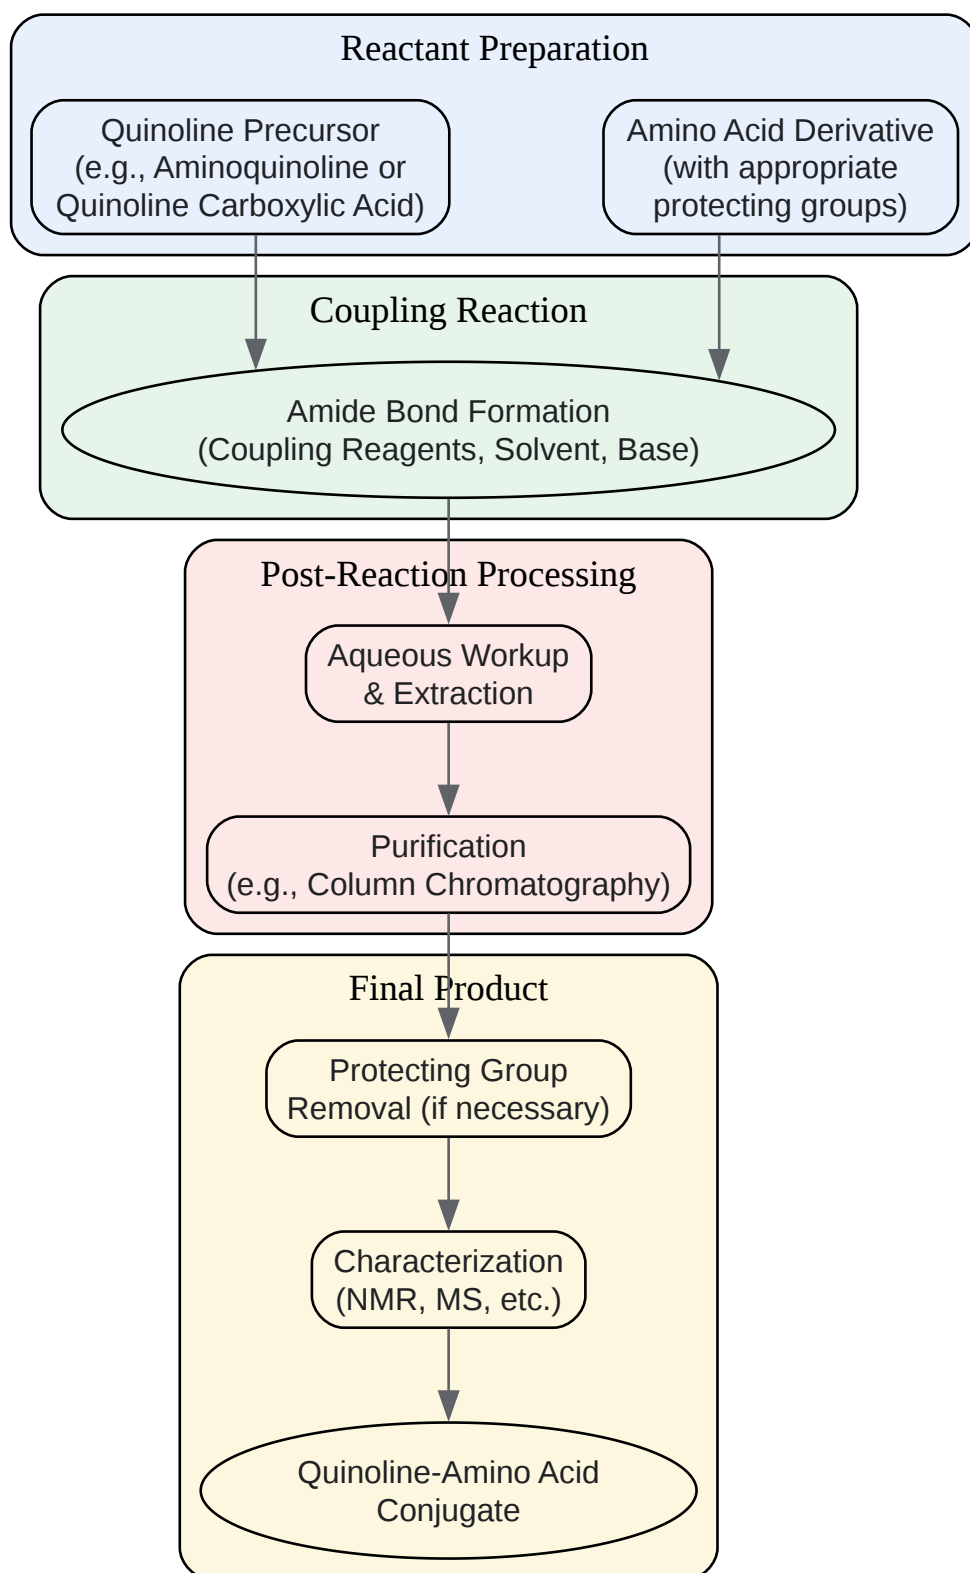 Reactant Preparation
Quinoline Precursor
(e.g., Aminoquinoline or
Quinoline Carboxylic Acid)
Amino Acid Derivative
(with appropriate
protecting groups)
Coupling Reaction
Amide Bond Formation
(Coupling Reagents, Solvent, Base)
Post-Reaction Processing
Aqueous Workup
& Extraction
Purification
(e.g., Column Chromatography)
Final Product
Protecting Group
Removal (if necessary)
Characterization
(NMR, MS, etc.)
Quinoline-Amino Acid
Conjugate